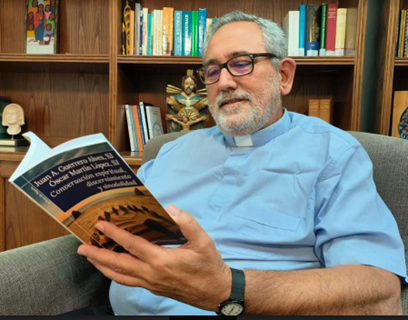 Juan A. Guerrero Alves, SJ
Óscar Martín López, SJ
Conversación espiritual,
discernimiento
y sinodalidad